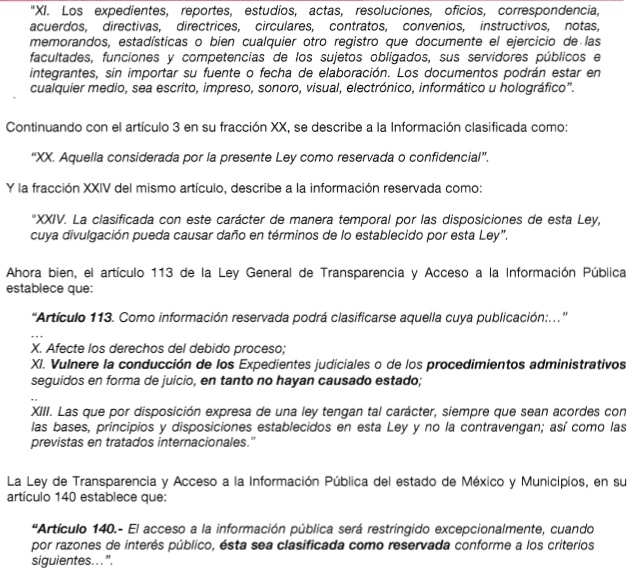 "XI. Los expedientes, reportes, estudios, actas, resoluciones, oficios, correspondencia,
acuerdos, directivas, directrices, circulares, contratos, convenios, instructivos, notas,
memorandos, estadísticas o bien cualquier otro registro que documente el ejercicio de las
facultades, funciones y competencias de los sujetos obligados, sus servidores públicos e
integrantes, sin importar su fuente o fecha de elaboración. Los documentos podrán estar en
cualquier medio, sea escrito, impreso, sonoro, visual, electrónico, informático u holográfico".
Continuando con el artículo 3 en su fracción XX, se describe a la Información clasificada como:
"XX. Aquella considerada por la presente Ley como reservada o confidencial".
Y la fracción XXIV del mismo artículo, describe a la información reservada como:
"XXIV. La clasificada con este carácter de manera temporal por las disposiciones de esta Ley,
cuya divulgación pueda causar daño en términos de lo establecido por esta Ley".
Ahora bien, el artículo 113 de la Ley General de Transparencia y Acceso a la Información Pública
establece que:
"Artículo 113. Como información reservada podrá clasificarse aquella cuya publicación:..."
...
X. Afecte los derechos del debido proceso;
XI. Vulnere la conducción de los Expedientes judiciales o de los procedimientos administrativos
seguidos en forma de juicio, en tanto no hayan causado estado;
..
XIII. Las que por disposición expresa de una ley tengan tal carácter, siempre que sean acordes con
las bases, principios y disposiciones establecidos en esta Ley y no la contravengan; así como las
previstas en tratados internacionales."
La Ley de Transparencia y Acceso a la Información Pública del estado de México y Municipios, en su
artículo 140 establece que:
"Artículo 140.- El acceso a la información pública será restringido excepcionalmente, cuando
por razones de interés público, ésta sea clasificada como reservada conforme a los criterios
siguientes...".